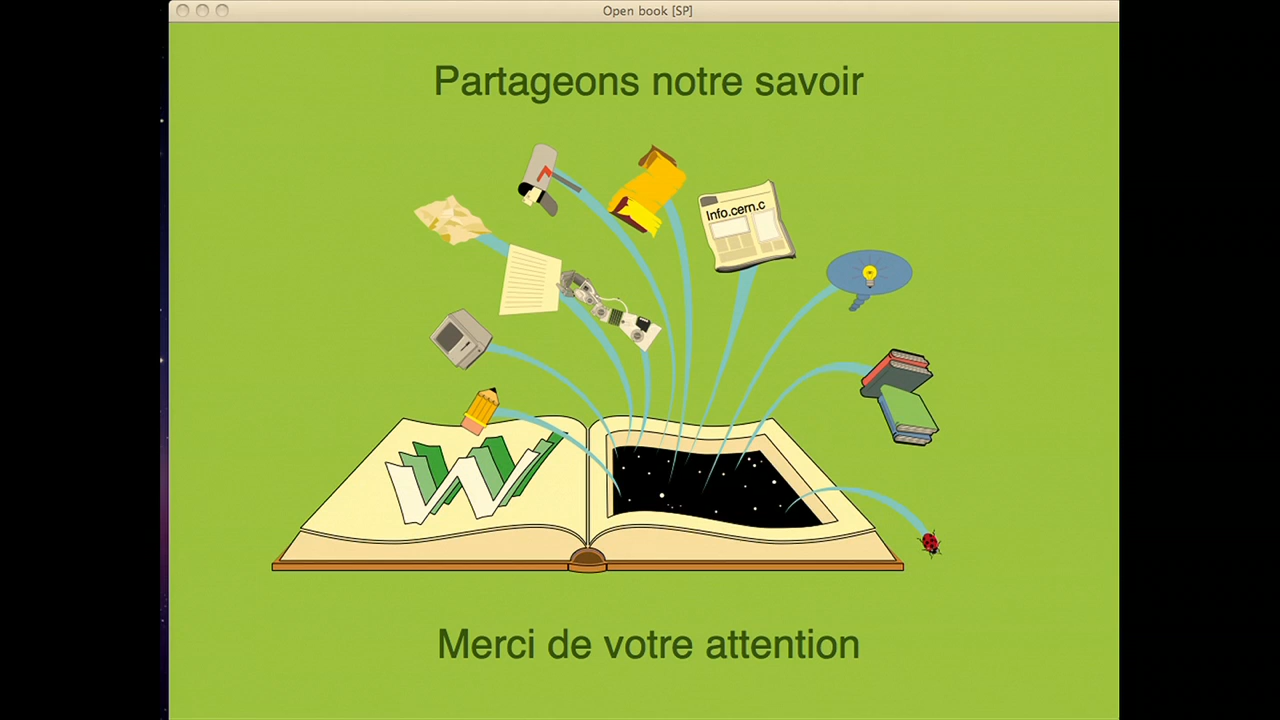 Open book [SP]
Partageons notre savoir
Info.cern.c
W
Merci de votre attention